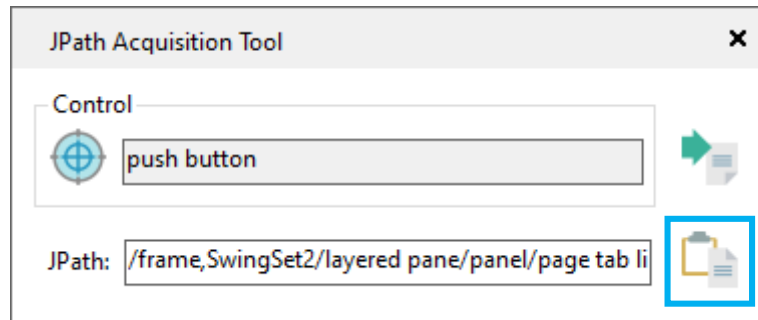 JPath Acquisition Tool
Control
push button
JPath: /frame,SwingSet2/layered pane/panel/page tab li